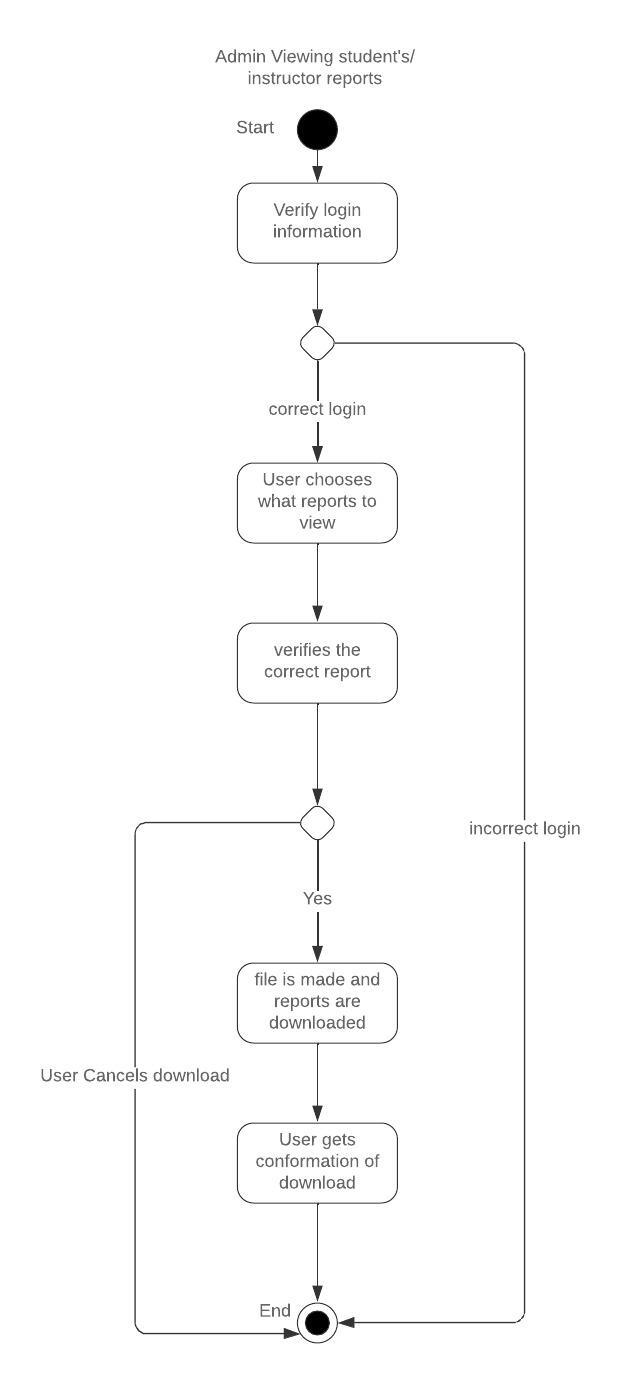 Admin Viewing student's/
instructor reports
Start
Verify login
information
correct login
User chooses
what reports to
view
verifies the
correct report
incorrect login
Yes
file is made and
reports are
downloaded
User Cancels download
User gets
conformation of
download
End